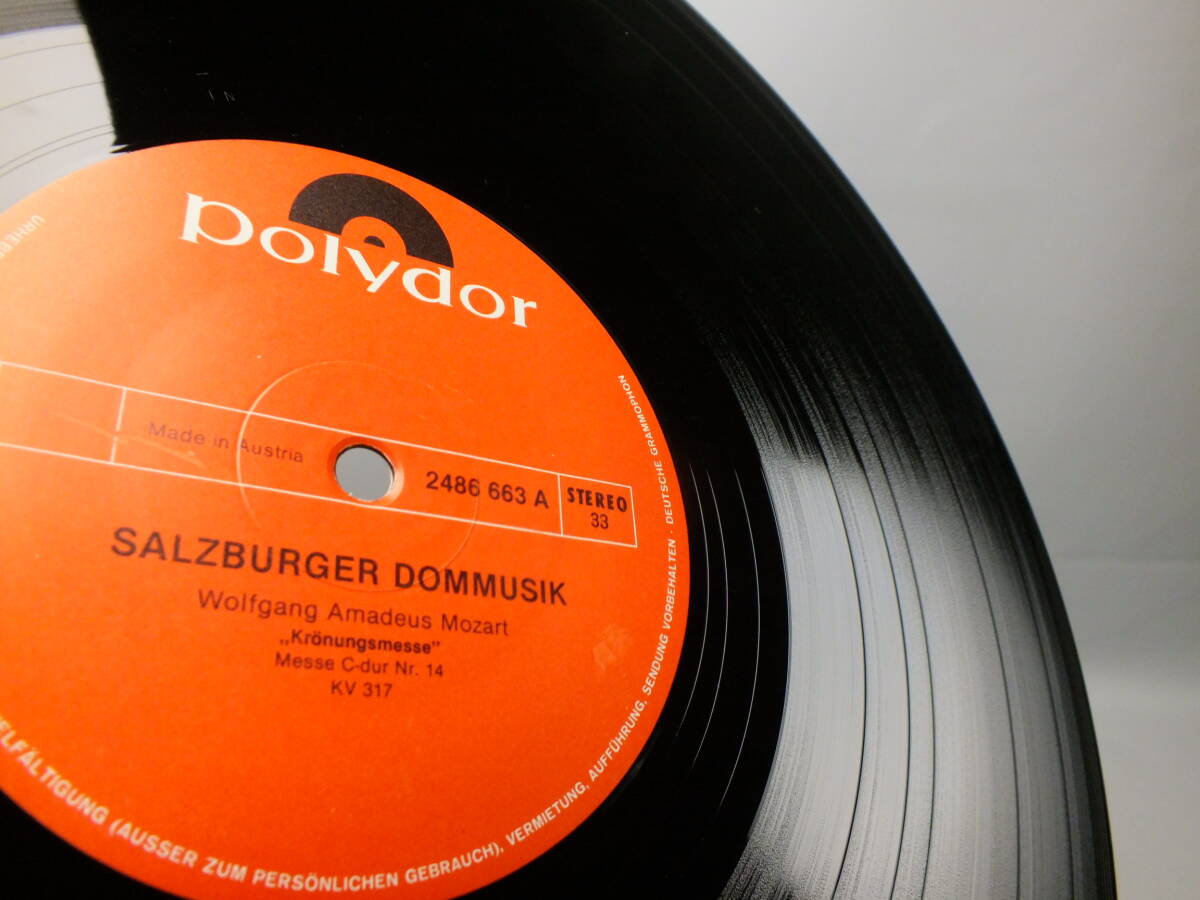 polydor
Made in Austria
2486 663 A
STEREO
33
SALZBURGER DOMMUSIK
Wolfgang Amadeus Mozart
„Krönungsmesse"
Messe C-dur Nr. 14
KV 317
(AUSSER ZUM PERSÖNLICHEN GEBRAUCH), VERMIETUNG, AUFFÜHRUNG, SENDUNG VORBEHALTEN · DEUTSCHE GRAMMOPHON